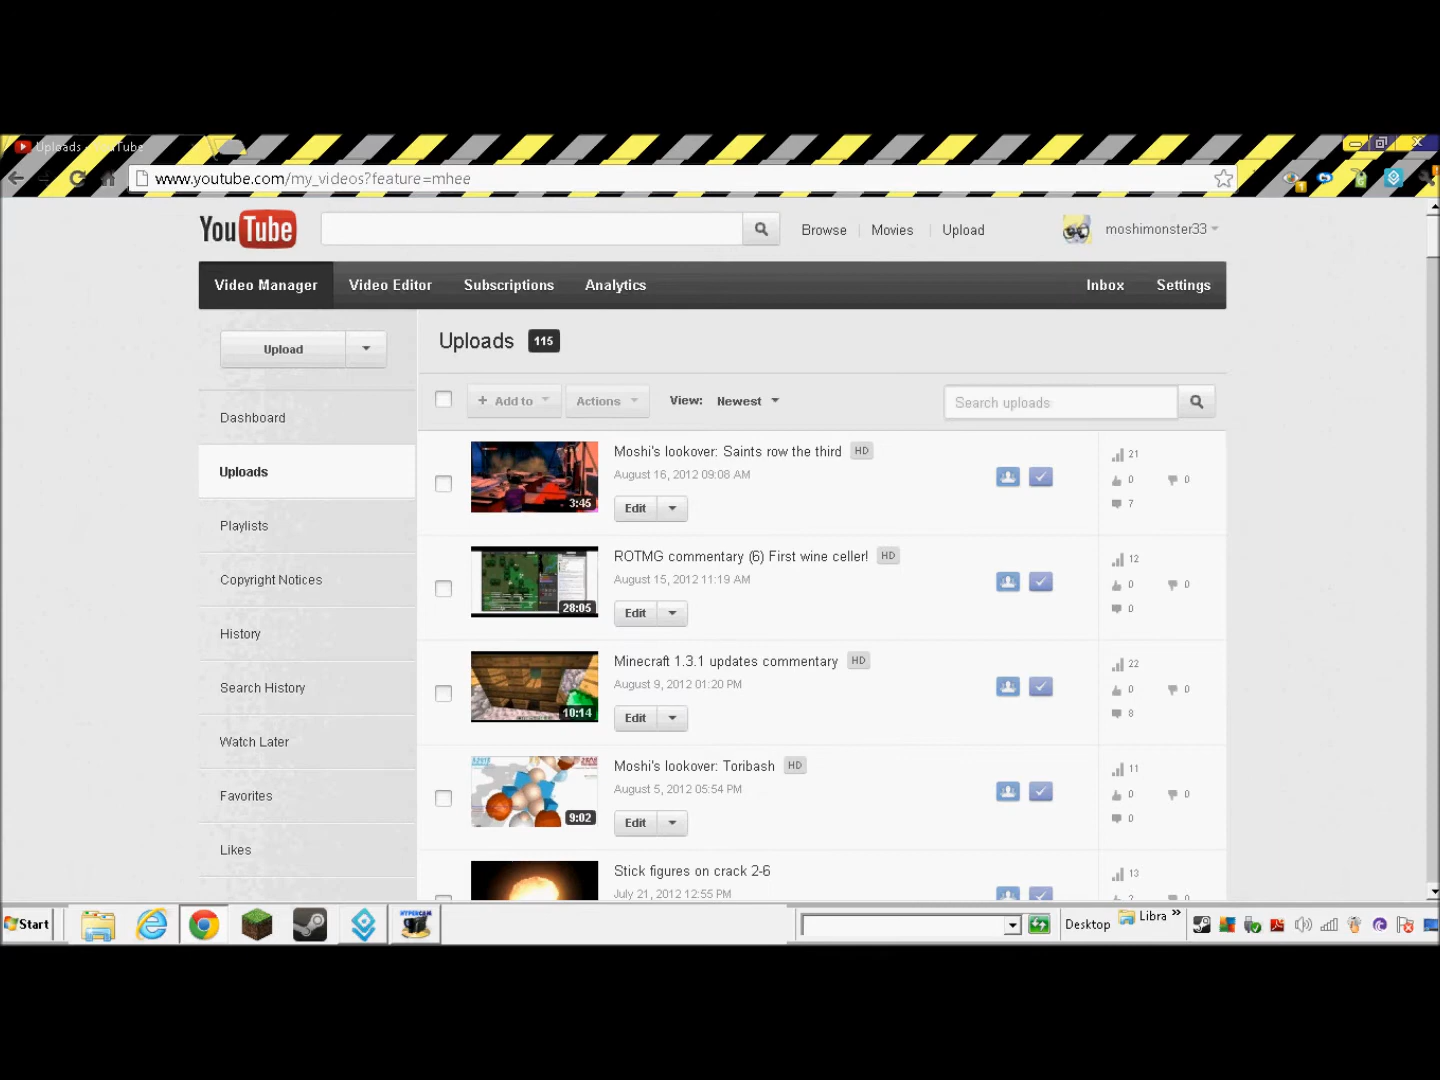 Uploads - YouTube
www.youtube.com/my_videos?feature=mhee
YouTube
Browse
Movies
Upload
moshimonster33
Video Manager
Video Editor
Subscriptions
Analytics
Inbox
Settings
Upload
Dashboard
Uploads
Playlists
Copyright Notices
History
Search History
Watch Later
Favorites
Likes
Uploads 115
+ Add to
Actions
View: Newest
Search uploads
Moshi's lookover: Saints row the third HD
August 16, 2012 09:08 AM
3:45
Edit
21
0 0
7
ROTMG commentary (6) First wine celler! HD
August 15, 2012 11:19 AM
28:05
Edit
12
0 0
0
Minecraft 1.3.1 updates commentary HD
August 9, 2012 01:20 PM
10:14
Edit
22
0 0
8
Moshi's lookover: Toribash HD
August 5, 2012 05:54 PM
9:02
Edit
11
0 0
0
Stick figures on crack 2-6
July 21, 2012 12:55 PM
13
Start
HYPERCAM
Desktop
Libra »